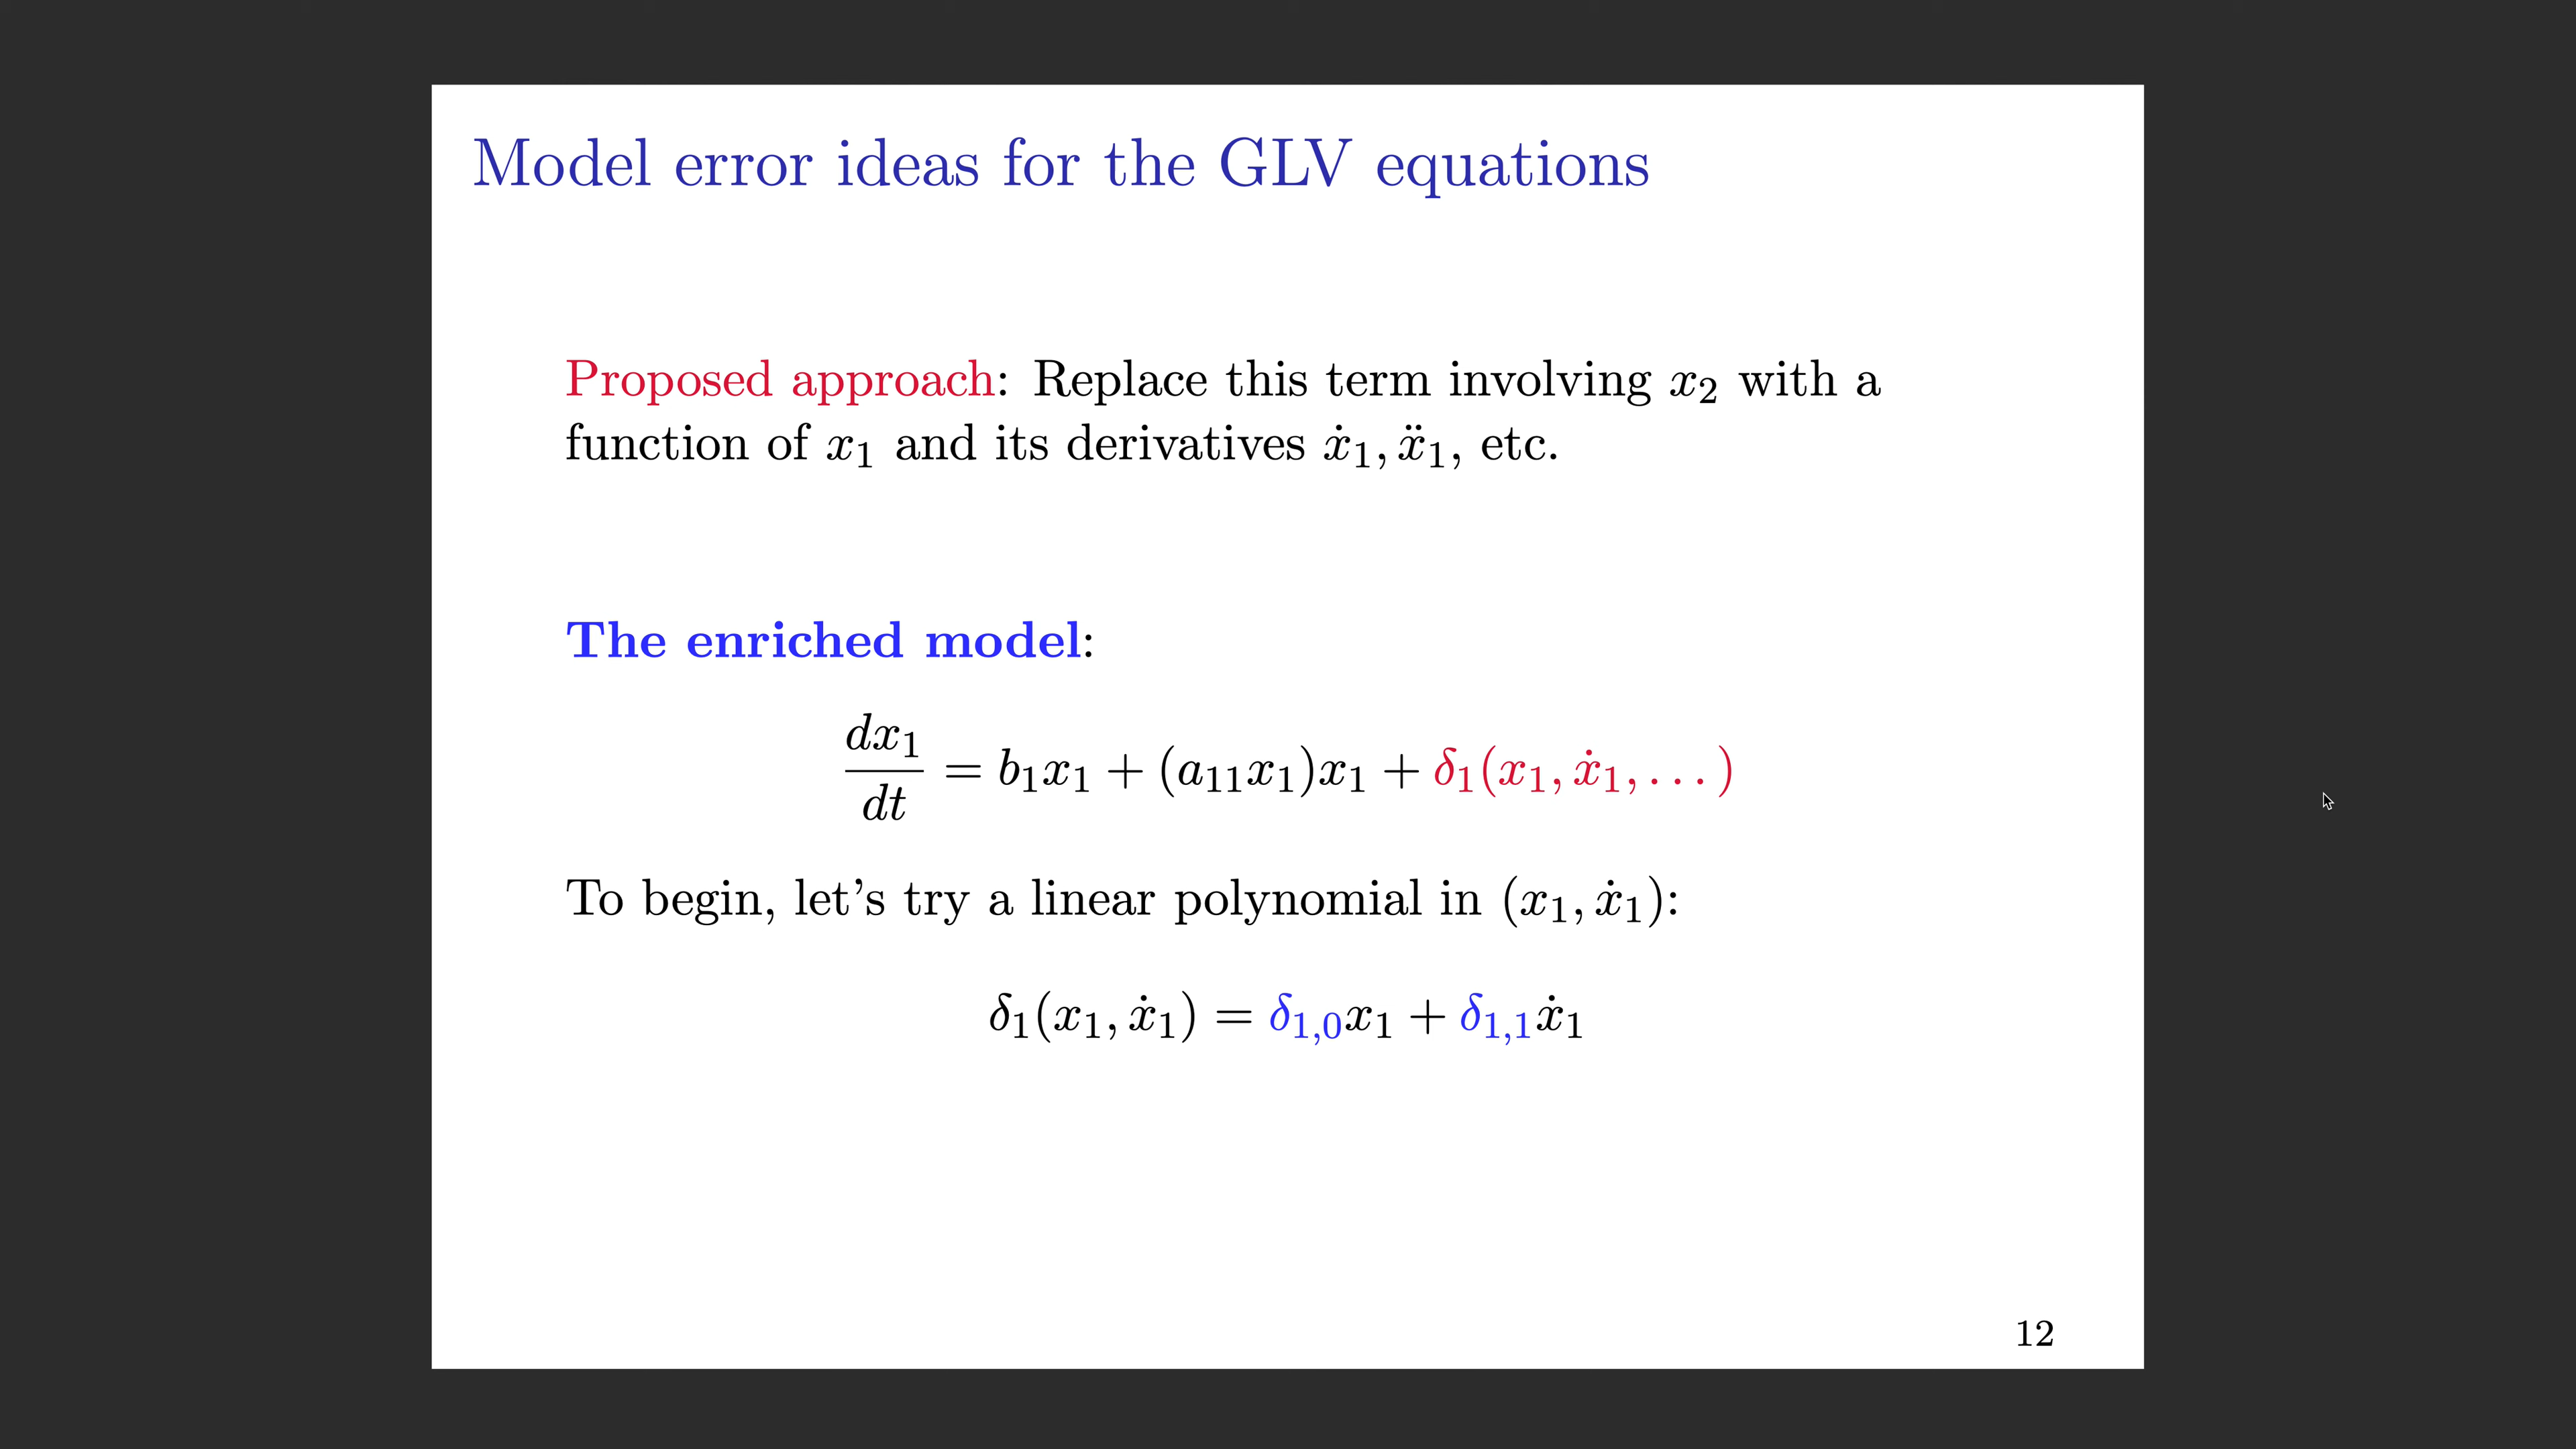 Model error ideas for the GLV equations
Proposed approach: Replace this term involving x₂ with a
function of x₁ and its derivatives ẋ₁, ẍ₁, etc.
The enriched model:
dx₁/dt = b₁x₁ + (a₁₁x₁)x₁ + δ₁(x₁, ẋ₁, . . . )
To begin, let's try a linear polynomial in (x₁, ẋ₁):
δ₁(x₁, ẋ₁) = δ₁,₀x₁ + δ₁,₁ẋ₁
12